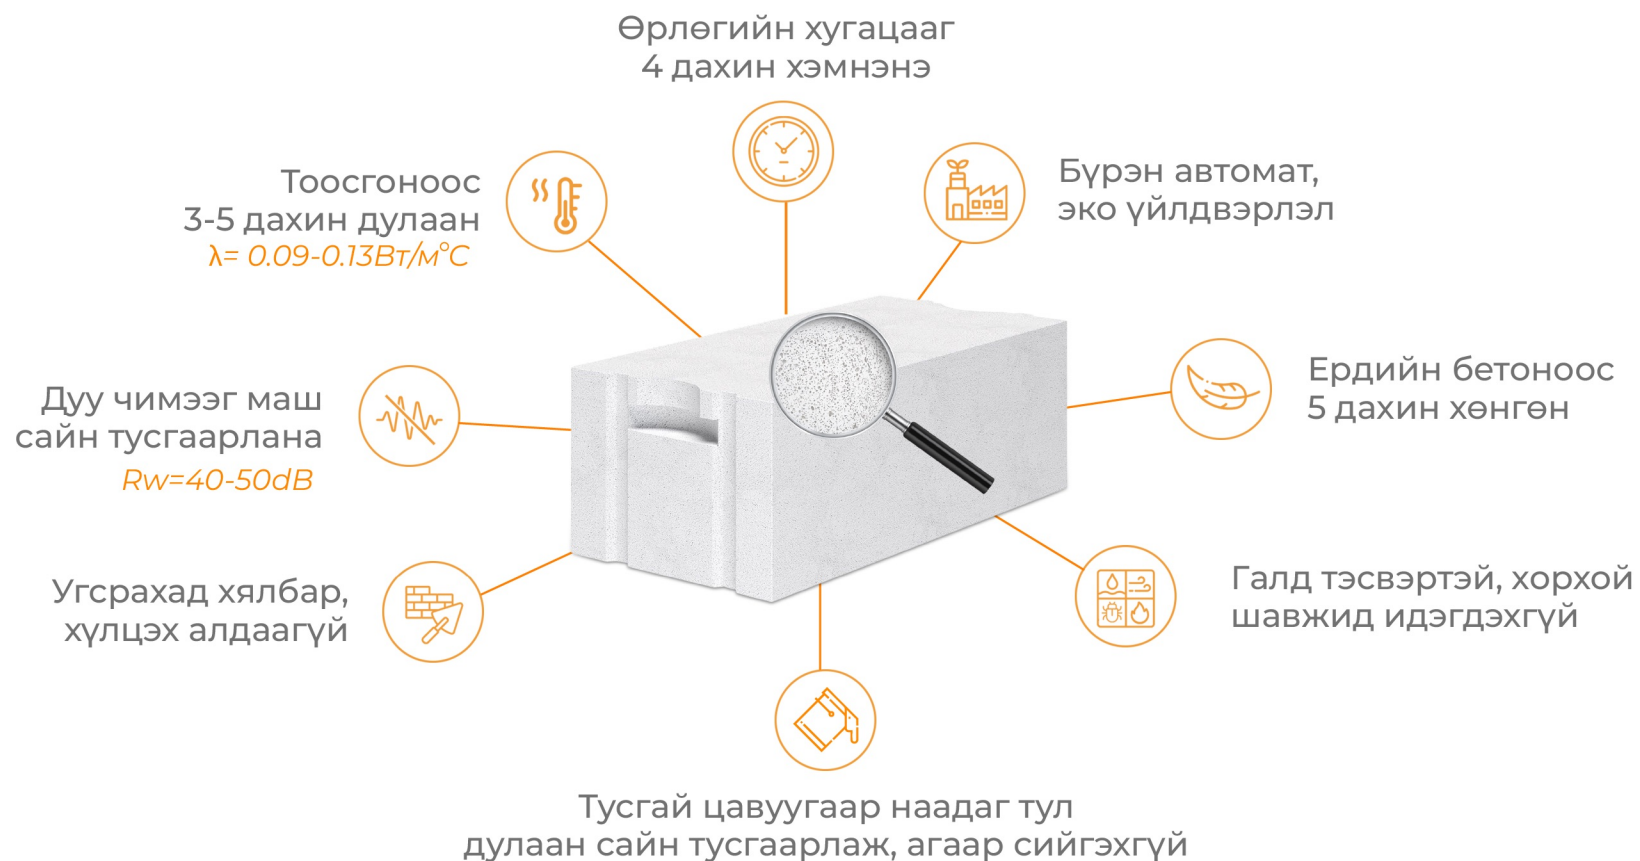 Өрлөгийн хугацааг
4 дахин хэмнэнэ
Тоосгоноос
3-5 дахин дулаан
λ= 0.09-0.13Вт/м°С
Бүрэн автомат,
эко үйлдвэрлэл
Дуу чимээг маш
сайн тусгаарлана
Rw=40-50dB
Ердийн бетоноос
5 дахин хөнгөн
Угсрахад хялбар,
хүлцэх алдаагүй
Галд тэсвэртэй, хорхой
шавжид идэгдэхгүй
Тусгай цавуугаар наадаг тул
дулаан сайн тусгаарлаж, агаар сийгэхгүй